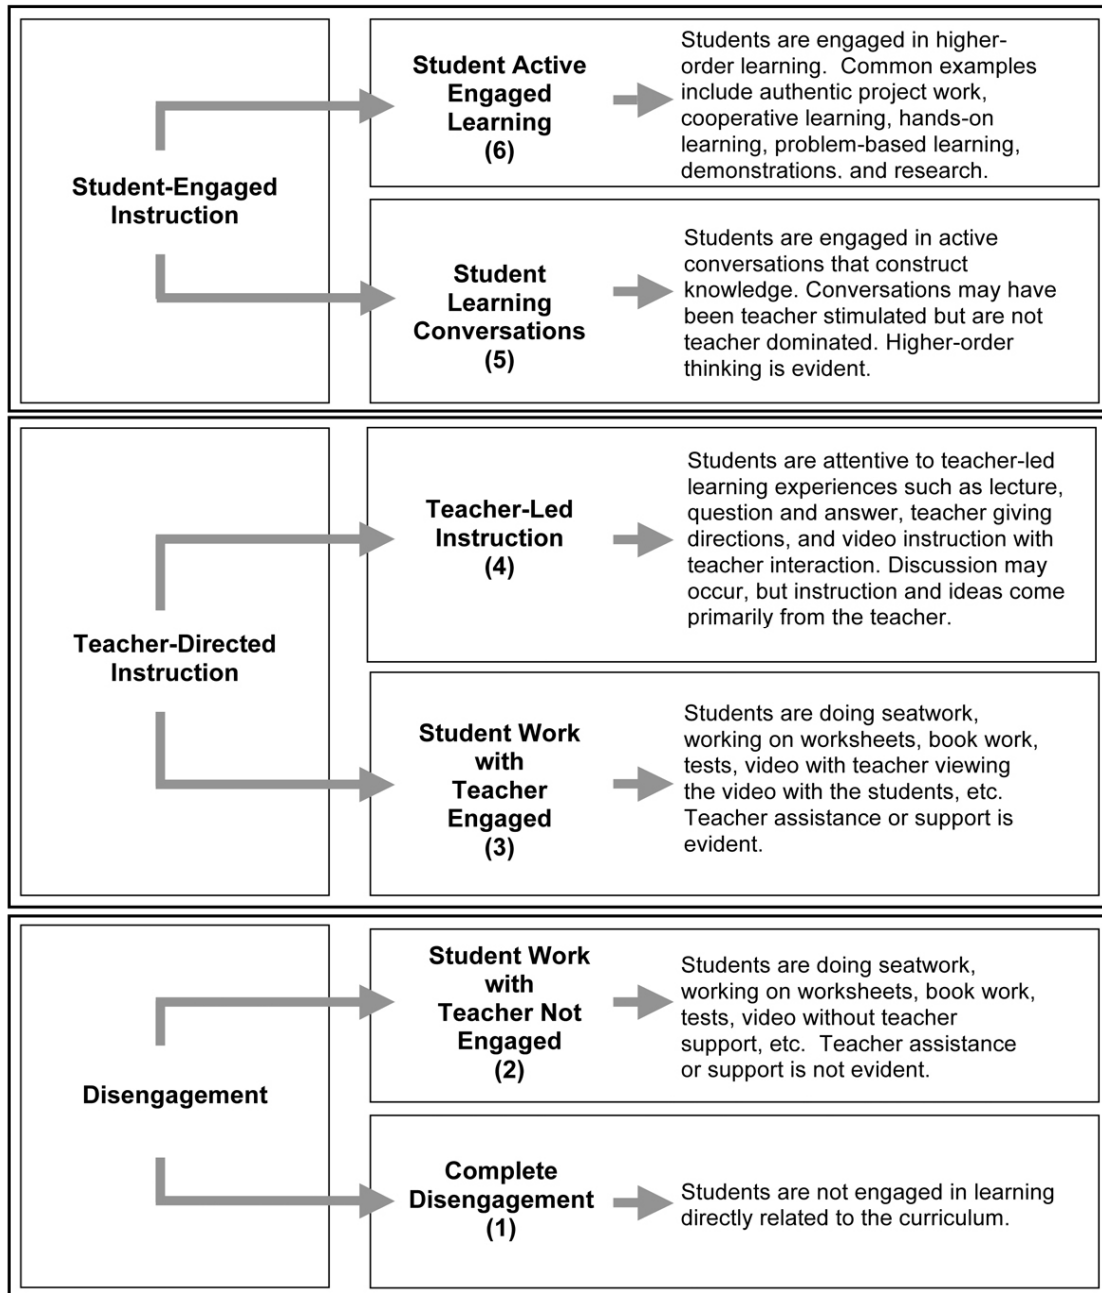 Student-Engaged
Instruction
Student Active
Engaged
Learning
(6)
Students are engaged in higher-
order learning.  Common examples
include authentic project work,
cooperative learning, hands-on
learning, problem-based learning,
demonstrations. and research.
Student
Learning
Conversations
(5)
Students are engaged in active
conversations that construct
knowledge. Conversations may have
been teacher stimulated but are not
teacher dominated. Higher-order
thinking is evident.
Teacher-Directed
Instruction
Teacher-Led
Instruction
(4)
Students are attentive to teacher-led
learning experiences such as lecture,
question and answer, teacher giving
directions, and video instruction with
teacher interaction. Discussion may
occur, but instruction and ideas come
primarily from the teacher.
Student Work
with
Teacher
Engaged
(3)
Students are doing seatwork,
working on worksheets, book work,
tests, video with teacher viewing
the video with the students, etc.
Teacher assistance or support is
evident.
Disengagement
Student Work
with
Teacher Not
Engaged
(2)
Students are doing seatwork,
working on worksheets, book work,
tests, video without teacher
support, etc.  Teacher assistance
or support is not evident.
Complete
Disengagement
(1)
Students are not engaged in learning
directly related to the curriculum.